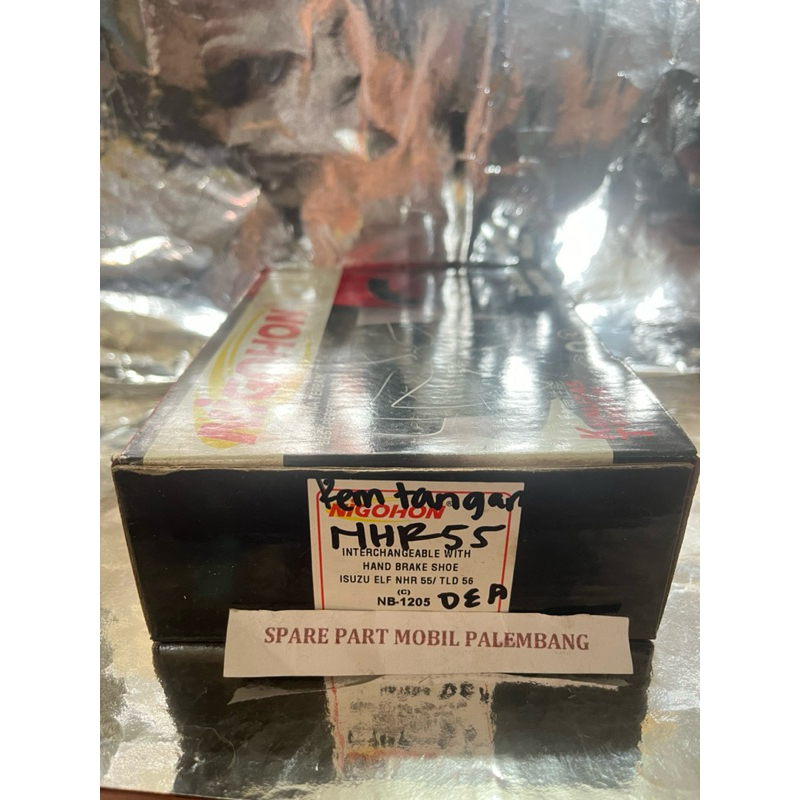 NIGOHON
Rem tangan
NIGOHON
NHR55
INTERCHANGEABLE WITH
HAND BRAKE SHOE
ISUZU ELF NHR 55/ TLD 56
(C)
NB-1205 DEA
SPARE PART MOBIL PALEMBANG